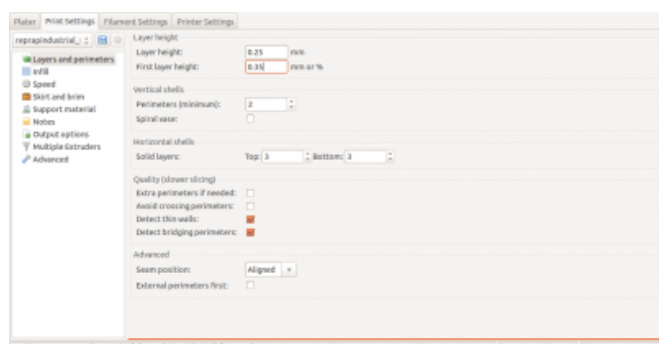 Plater Print Settings Filament Settings Printer Settings
reprapindustrial_
Layers and perimeters
Infill
Speed
Skirt and brim
Support material
Notes
Output options
Multiple Extruders
Advanced
Layer height
Layer height: 0.25 mm
First layer height: 0.35 mm or %
Vertical shells
Perimeters (minimum): 2
Spiral vase:
Horizontal shells
Solid layers: Top: 3 Bottom: 3
Quality (slower slicing)
Extra perimeters if needed:
Avoid crossing perimeters:
Detect thin walls:
Detect bridging perimeters:
Advanced
Seam position: Aligned
External perimeters first: